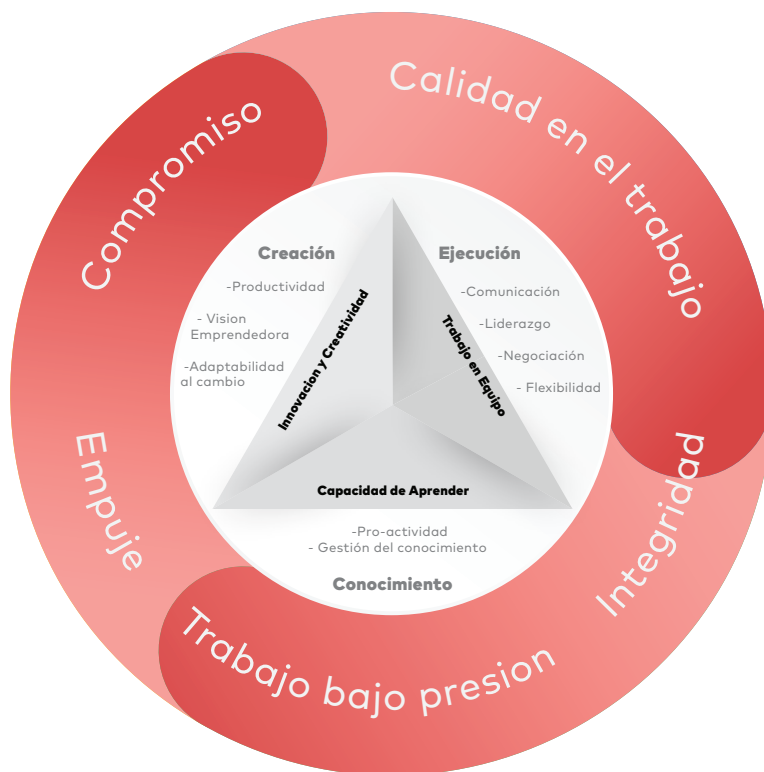 Compromiso
Calidad en el trabajo
Integridad
Trabajo bajo presion
Empuje
Creación
-Productividad
- Vision
Emprendedora
-Adaptabilidad
al cambio
Innovacion y Creatividad
Ejecución
-Comunicación
-Liderazgo
-Negociación
- Flexibilidad
Trabajo en Equipo
Capacidad de Aprender
-Pro-actividad
- Gestión del conocimiento
Conocimiento